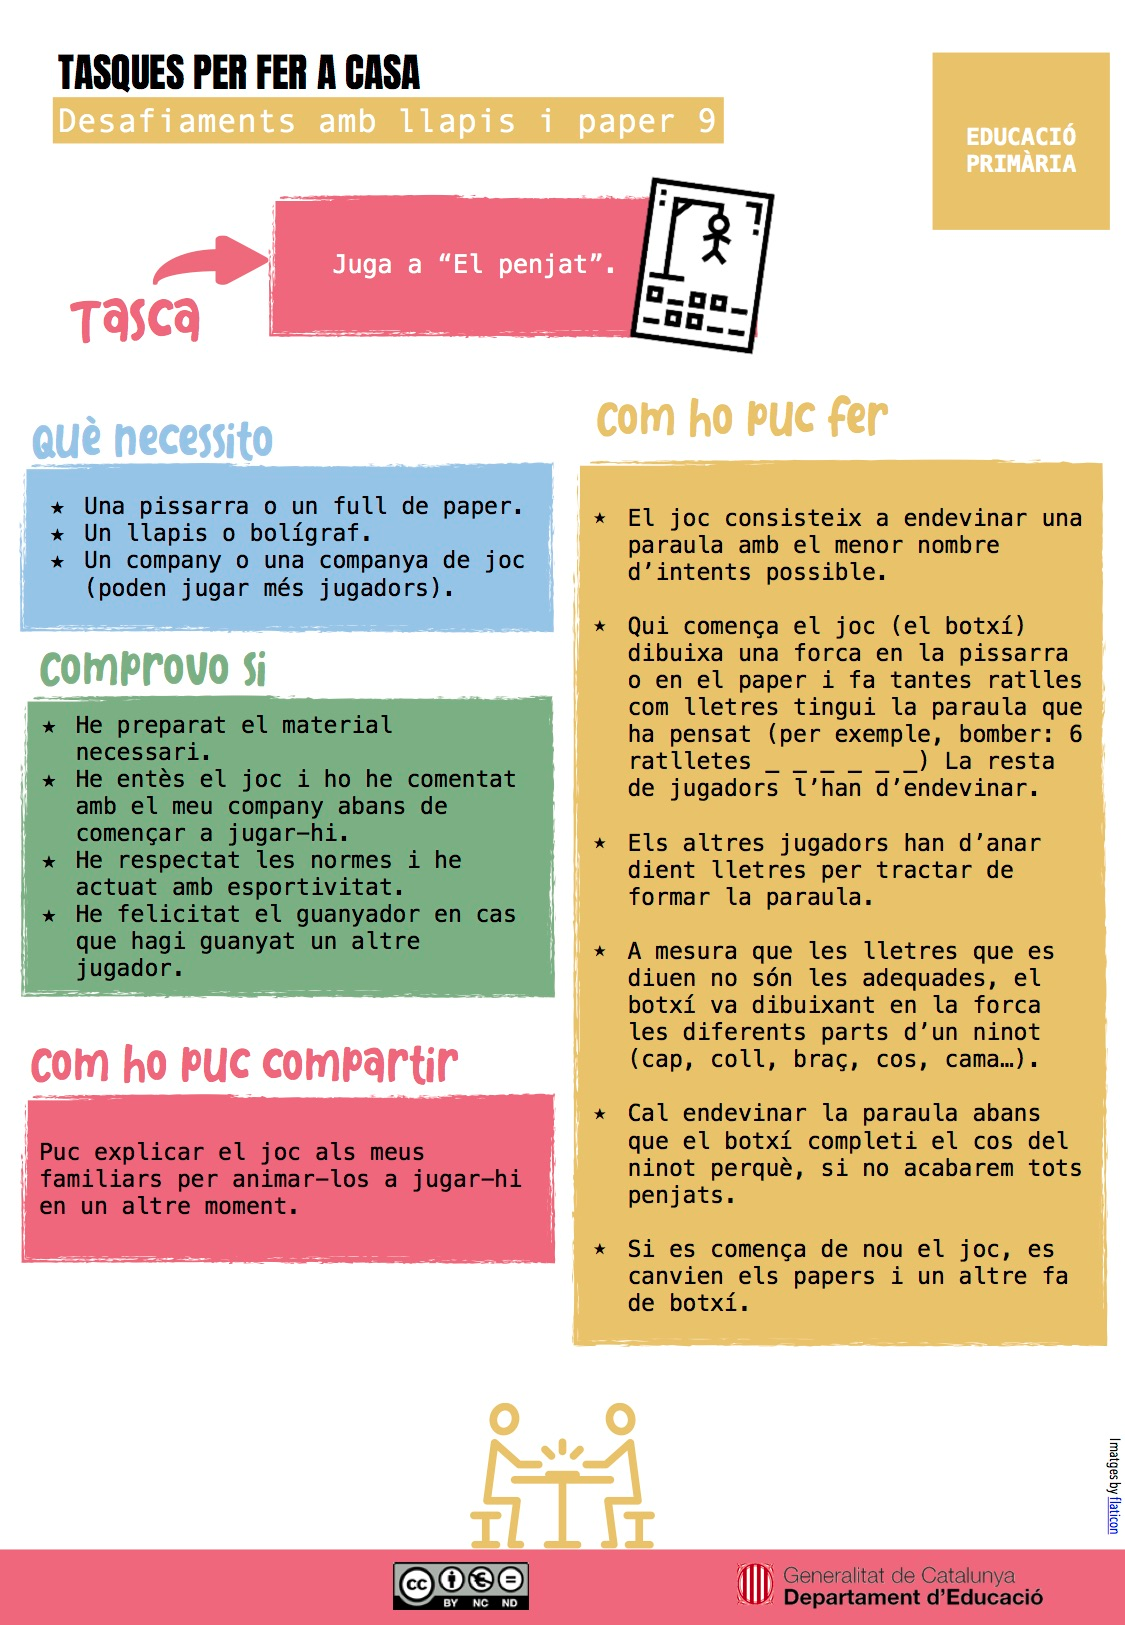 TASQUES PER FER A CASA
Desafiaments amb llapis i paper 9
EDUCACIÓ
PRIMÀRIA
Tasca
Juga a “El penjat”.
què necessito
★ Una pissarra o un full de paper.
★ Un llapis o bolígraf.
★ Un company o una companya de joc
(poden jugar més jugadors).
comprovo si
★ He preparat el material
necessari.
★ He entès el joc i ho he comentat
amb el meu company abans de
començar a jugar-hi.
★ He respectat les normes i he
actuat amb esportivitat.
★ He felicitat el guanyador en cas
que hagi guanyat un altre
jugador.
com ho puc compartir
Puc explicar el joc als meus
familiars per animar-los a jugar-hi
en un altre moment.
com ho puc fer
★ El joc consisteix a endevinar una
paraula amb el menor nombre
d’intents possible.
★ Qui comença el joc (el botxí)
dibuixa una forca en la pissarra
o en el paper i fa tantes ratlles
com lletres tingui la paraula que
ha pensat (per exemple, bomber: 6
ratlletes _ _ _ _ _ _) La resta
de jugadors l’han d’endevinar.
★ Els altres jugadors han d’anar
dient lletres per tractar de
formar la paraula.
★ A mesura que les lletres que es
diuen no són les adequades, el
botxí va dibuixant en la forca
les diferents parts d’un ninot
(cap, coll, braç, cos, cama…).
★ Cal endevinar la paraula abans
que el botxí completi el cos del
ninot perquè, si no acabarem tots
penjats.
★ Si es comença de nou el joc, es
canvien els papers i un altre fa
de botxí.
Imatges by flaticon
cc
BY NC ND
Generalitat de Catalunya
Departament d’Educació